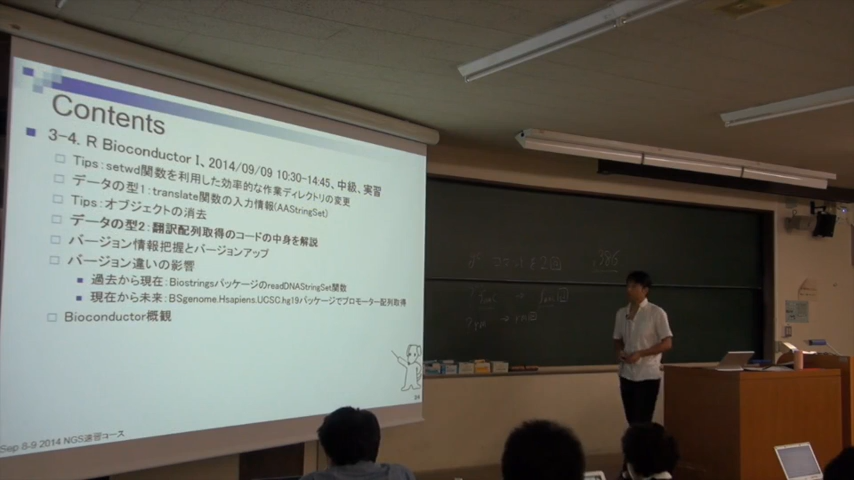 Contents
3-4. R Bioconductor I、2014/09/09 10:30-14:45、中級、実習
Tips:setwd関数を利用した効率的な作業ディレクトリの変更
データの型1:translate関数の入力情報(AAStringSet)
Tips:オブジェクトの消去
データの型2:翻訳配列取得のコードの中身を解説
バージョン情報把握とバージョンアップ
バージョン違いの影響
過去から現在:BiostringsパッケージのreadDNAStringSet関数
現在から未来:BSgenome.Hsapiens.UCSC.hg19パッケージでプロモーター配列取得
Bioconductor概観
Sep 8-9 2014 NGS速習コース